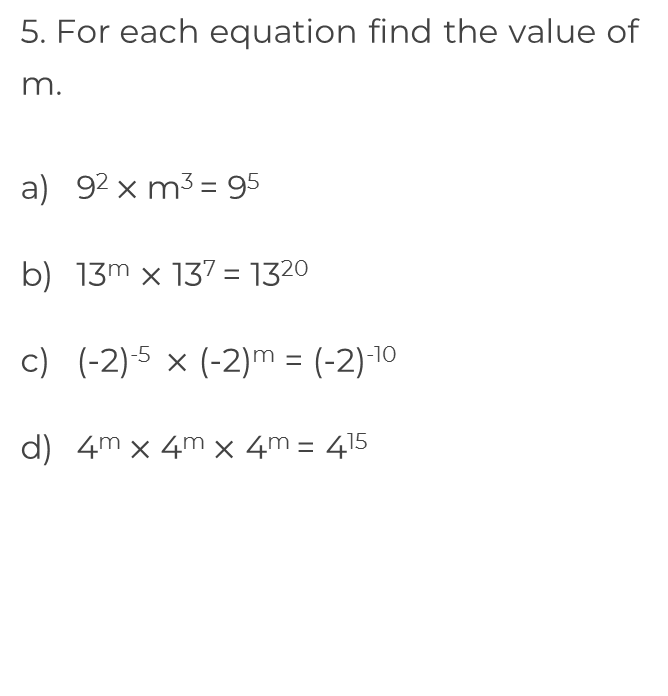 5. For each equation find the value of
m.
a) 9² × m³ = 9⁵
b) 13ᵐ × 13⁷ = 13²⁰
c) (-2)⁻⁵ × (-2)ᵐ = (-2)⁻¹⁰
d) 4ᵐ × 4ᵐ × 4ᵐ = 4¹⁵